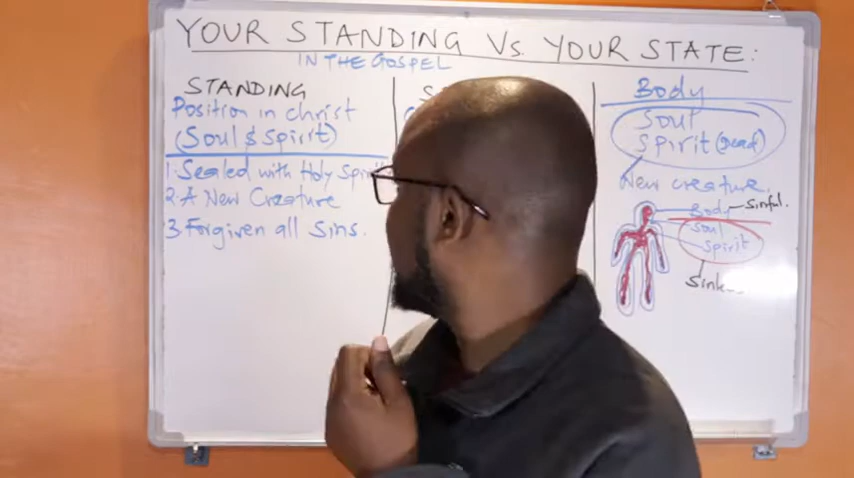 YOUR STANDING Vs. YOUR STATE:
IN THE GOSPEL
STANDING
Position in christ
(Soul & Spirit)
1. Sealed with Holy Spirit
2. A New Creature
3 Forgiven all Sins.
Body
Soul
Spirit (dead)
New creature.
Body - Sinful.
Soul
Spirit